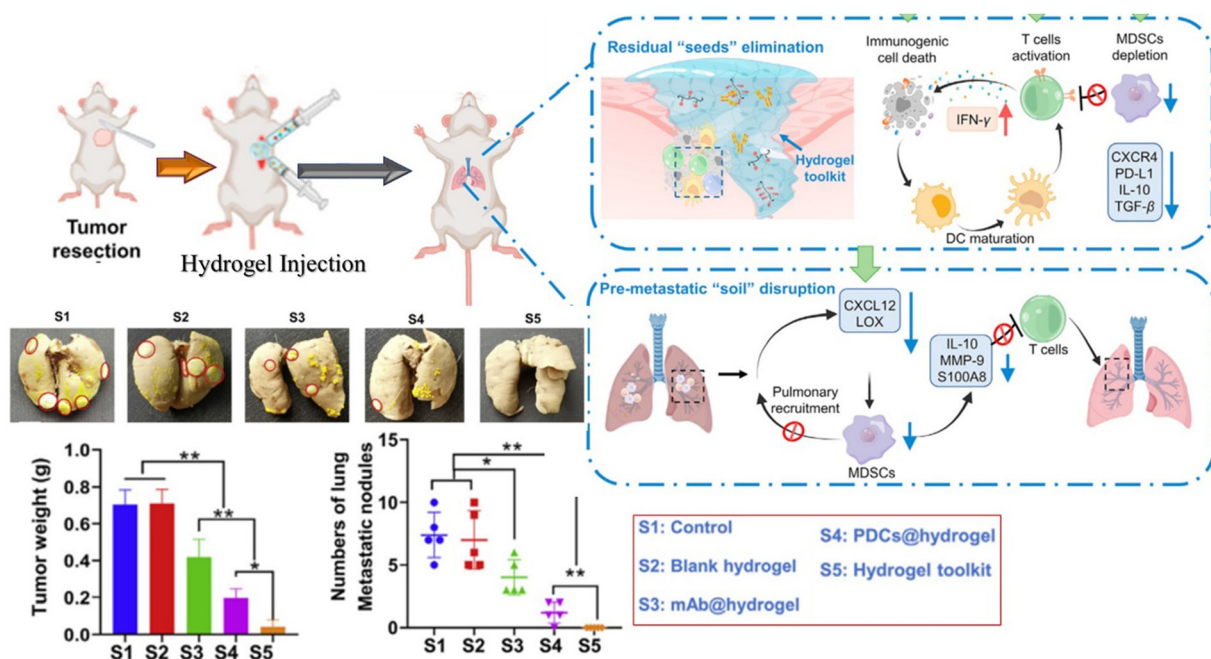 Tumor
resection
Hydrogel Injection
Residual “seeds” elimination
Hydrogel
toolkit
Immunogenic
cell death
T cells
activation
MDSCs
depletion
IFN-γ
CXCR4
PD-L1
IL-10
TGF-β
DC maturation
Pre-metastatic “soil” disruption
CXCL12
LOX
Pulmonary
recruitment
MDSCs
IL-10
MMP-9
S100A8
T cells
S1 S2 S3 S4 S5
Tumor weight (g)
1.0
0.8
0.6
0.4
0.2
0.0
**
**
*
S1 S2 S3 S4 S5
Numbers of lung
Metastatic nodules
15
10
5
0
**
*
**
S1 S2 S3 S4 S5
S1: Control
S2: Blank hydrogel
S3: mAb@hydrogel
S4: PDCs@hydrogel
S5: Hydrogel toolkit